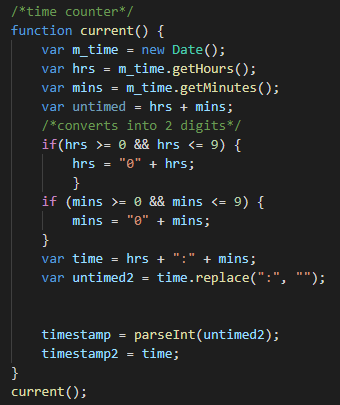 /*time counter*/
function current() {
    var m_time = new Date();
    var hrs = m_time.getHours();
    var mins = m_time.getMinutes();
    var untimed = hrs + mins;
    /*converts into 2 digits*/
    if(hrs >= 0 && hrs <= 9) {
        hrs = "0" + hrs;
        }
    if (mins >= 0 && mins <= 9) {
        mins = "0" + mins;
    }
    var time = hrs + ":" + mins;
    var untimed2 = time.replace(":", "");
    timestamp = parseInt(untimed2);
    timestamp2 = time;
}
current();